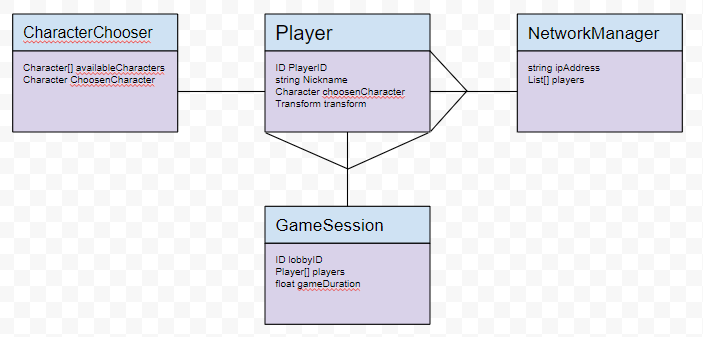 CharacterChooser
Character[] availableCharacters
Character ChoosenCharacter
Player
ID PlayerID
string Nickname
Character choosenCharacter
Transform transform
NetworkManager
string ipAddress
List[] players
GameSession
ID lobbyID
Player[] players
float gameDuration